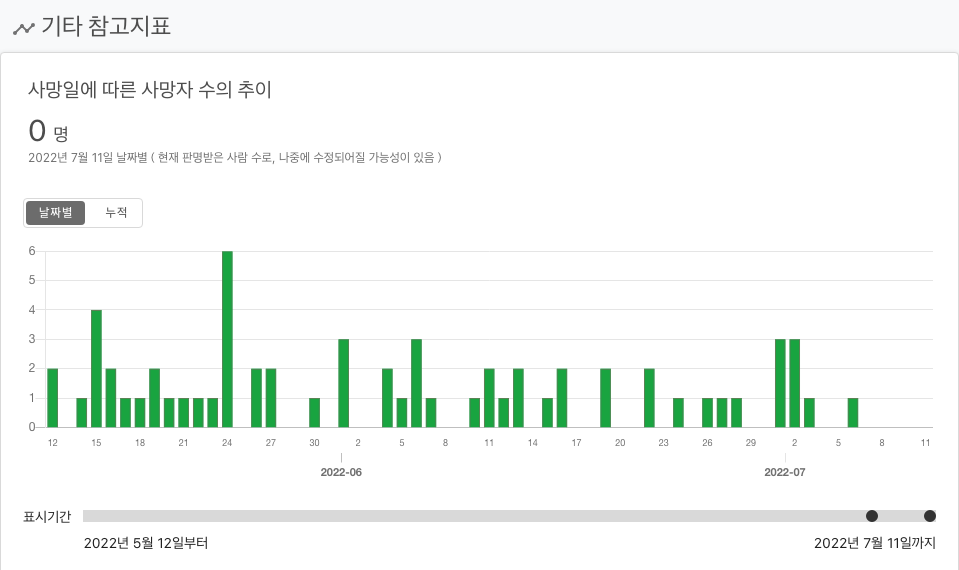 기타 참고지표
사망일에 따른 사망자 수의 추이
0 명
2022년 7월 11일 날짜별 ( 현재 판명받은 사람 수로, 나중에 수정되어질 가능성이 있음 )
날짜별 누적
6
5
4
3
2
1
0
12 15 18 21 24 27 30 2 5 8 11 14 17 20 23 26 29 2 5 8 11
2022-06 2022-07
표시기간
2022년 5월 12일부터 2022년 7월 11일까지